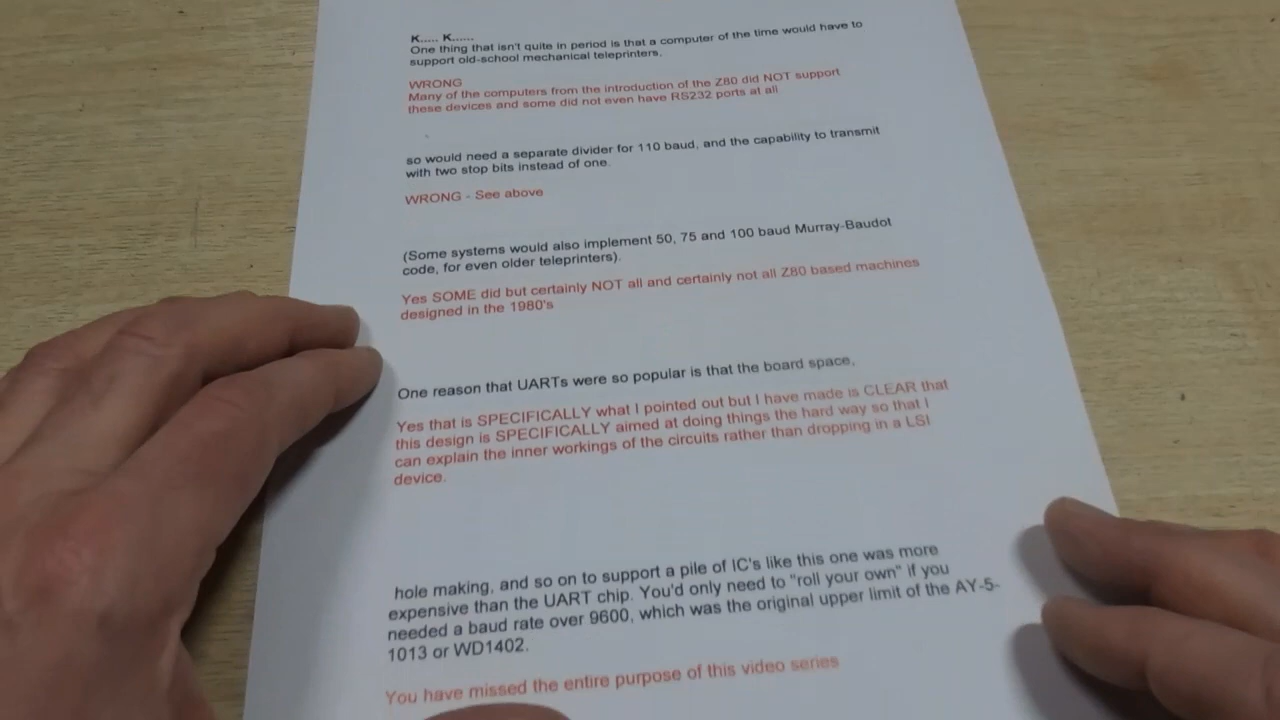 K..... K......
One thing that isn't quite in period is that a computer of the time would have to
support old-school mechanical teleprinters.
WRONG
Many of the computers from the introduction of the Z80 did NOT support
these devices and some did not even have RS232 ports at all
so would need a separate divider for 110 baud, and the capability to transmit
with two stop bits instead of one.
WRONG - See above
(Some systems would also implement 50, 75 and 100 baud Murray-Baudot
code, for even older teleprinters).
Yes SOME did but certainly NOT all and certainly not all Z80 based machines
designed in the 1980's
One reason that UARTs were so popular is that the board space,
Yes that is SPECIFICALLY what I pointed out but I have made is CLEAR that
this design is SPECIFICALLY aimed at doing things the hard way so that I
can explain the inner workings of the circuits rather than dropping in a LSI
device.
hole making, and so on to support a pile of IC's like this one was more
expensive than the UART chip. You'd only need to "roll your own" if you
needed a baud rate over 9600, which was the original upper limit of the AY-5-
1013 or WD1402.
You have missed the entire purpose of this video series